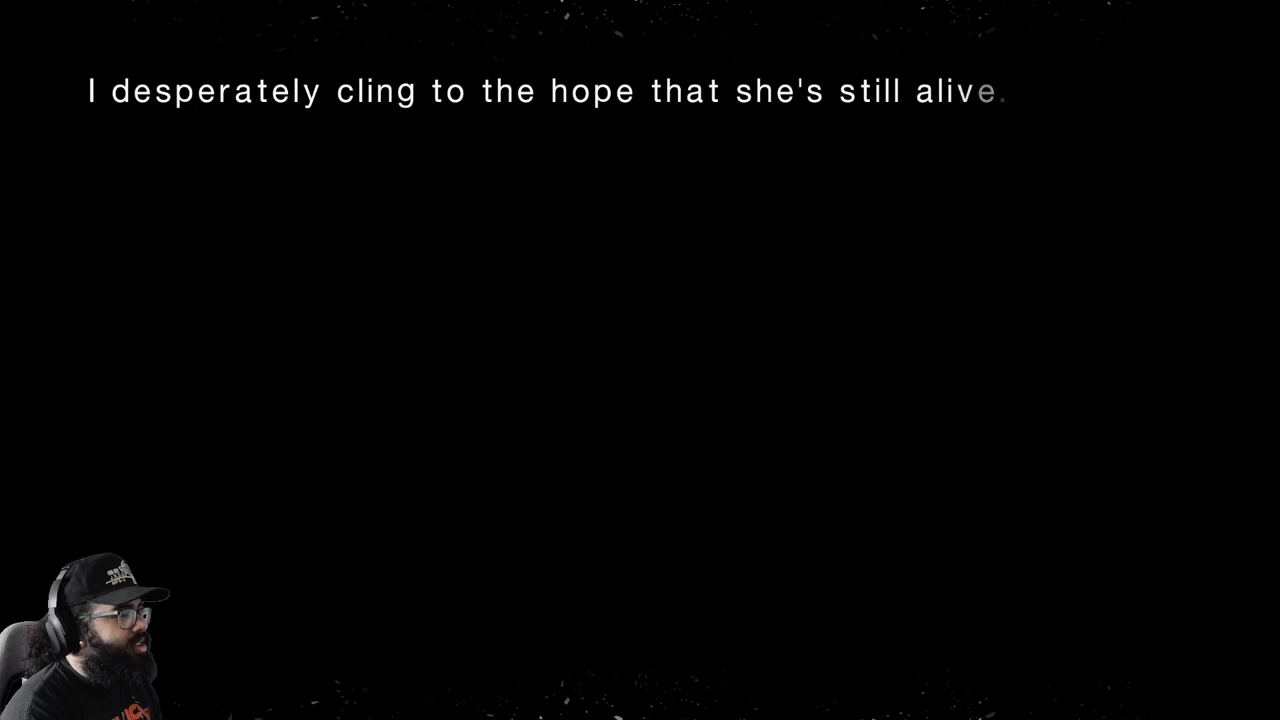 I desperately cling to the hope that she's still alive.